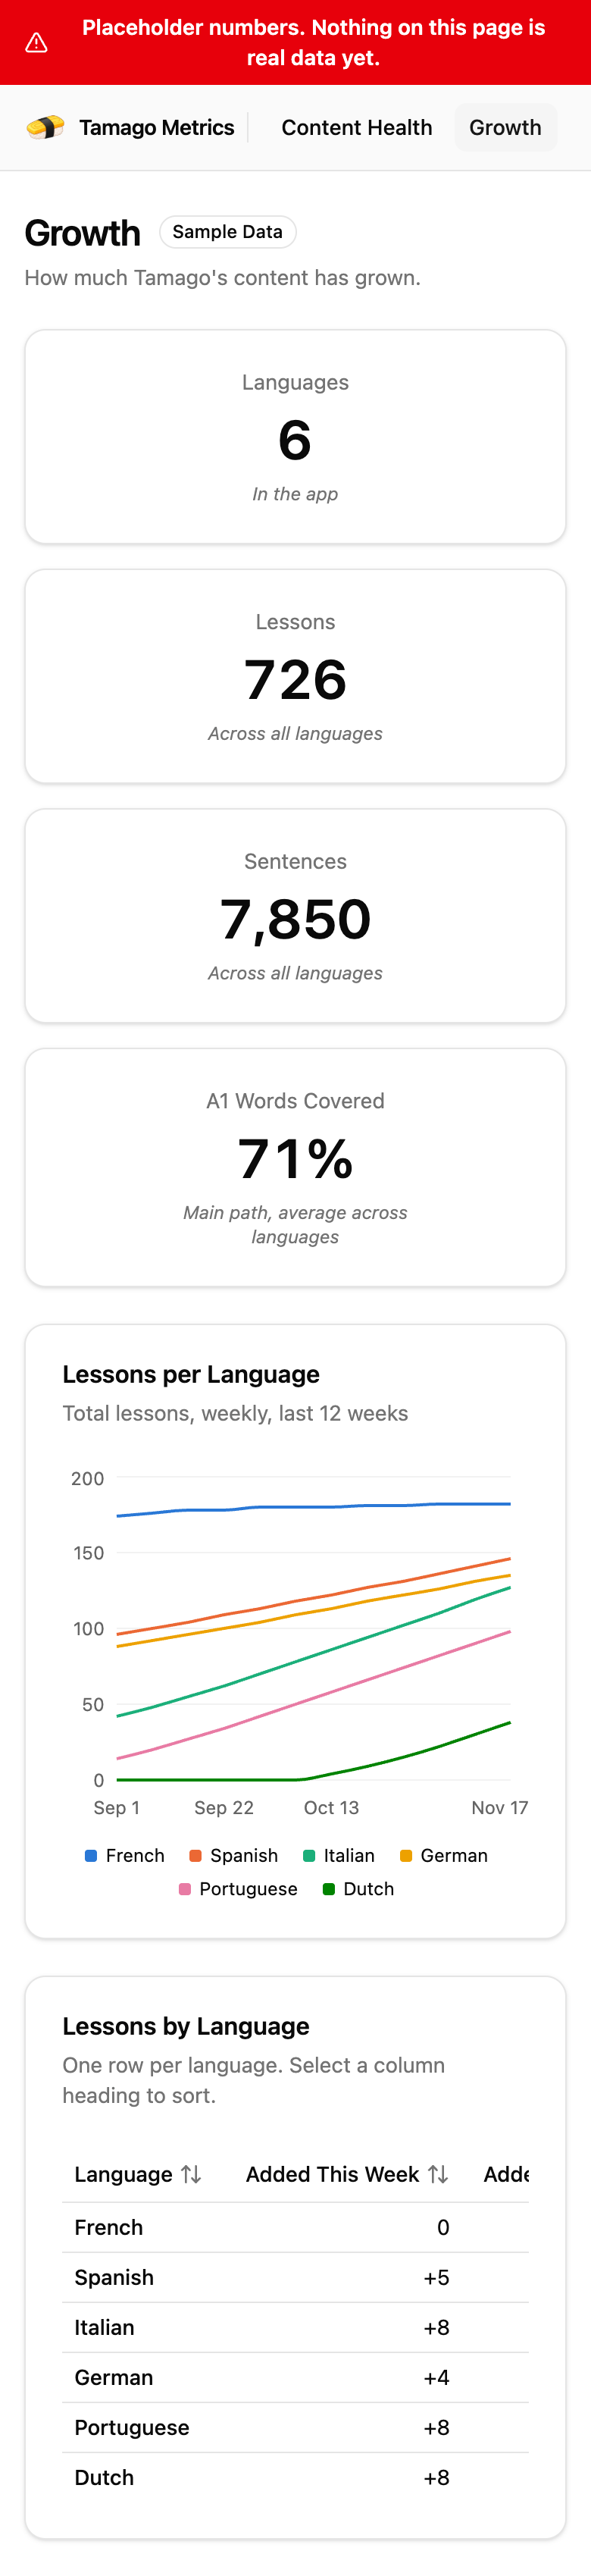 Placeholder numbers. Nothing on this page is
real data yet.
Tamago Metrics
Content Health
Growth
Growth
Sample Data
How much Tamago's content has grown.
Languages
6
In the app
Lessons
726
Across all languages
Sentences
7,850
Across all languages
A1 Words Covered
71%
Main path, average across
languages
Lessons per Language
Total lessons, weekly, last 12 weeks
200
150
100
50
0
Sep 1 Sep 22 Oct 13 Nov 17
French Spanish Italian German
Portuguese Dutch
Lessons by Language
One row per language. Select a column
heading to sort.
Language Added This Week
French 0
Spanish +5
Italian +8
German +4
Portuguese +8
Dutch +8